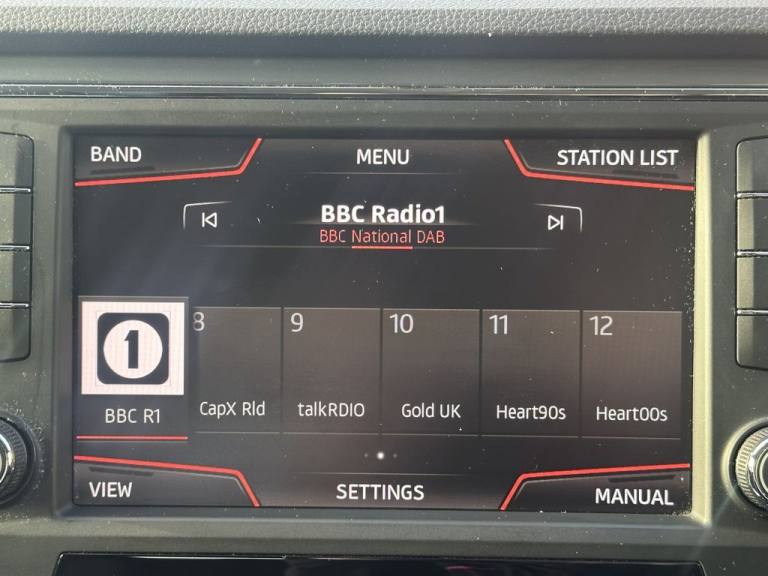 BAND MENU STATION LIST
BBC Radio1
BBC National DAB
1 8 9 10 11 12
BBC R1 CapX Rld talkRDIO Gold UK Heart90s Heart00s
VIEW SETTINGS MANUAL